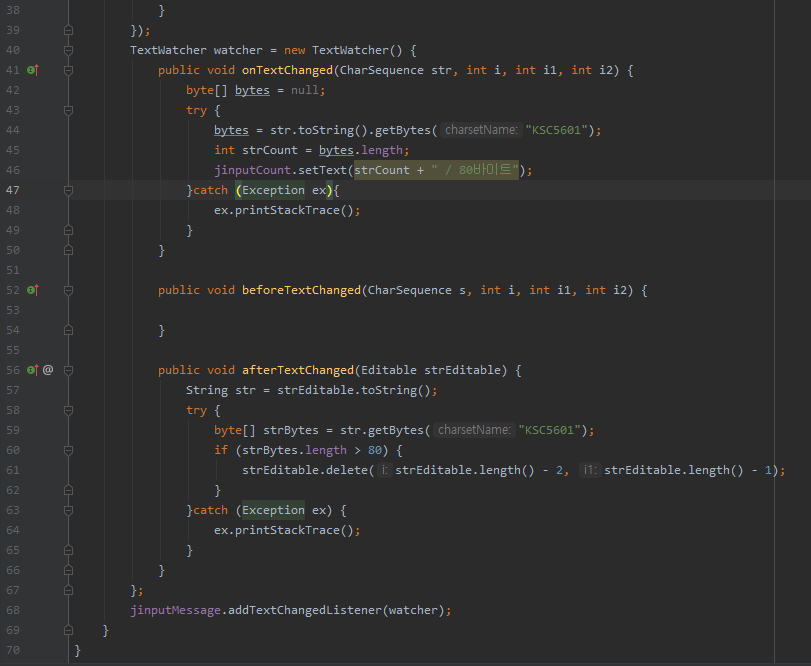 38 }
39 });
40 TextWatcher watcher = new TextWatcher() {
41 public void onTextChanged(CharSequence str, int i, int i1, int i2) {
42 byte[] bytes = null;
43 try {
44 bytes = str.toString().getBytes( charsetName: "KSC5601");
45 int strCount = bytes.length;
46 jinputCount.setText(strCount + " / 80바이트");
47 }catch (Exception ex){
48 ex.printStackTrace();
49 }
50 }
51
52 public void beforeTextChanged(CharSequence s, int i, int i1, int i2) {
53
54 }
55
56 @ public void afterTextChanged(Editable strEditable) {
57 String str = strEditable.toString();
58 try {
59 byte[] strBytes = str.getBytes( charsetName: "KSC5601");
60 if (strBytes.length > 80) {
61 strEditable.delete( i: strEditable.length() - 2, i1: strEditable.length() - 1);
62 }
63 }catch (Exception ex) {
64 ex.printStackTrace();
65 }
66 }
67 };
68 jinputMessage.addTextChangedListener(watcher);
69 }
70 }